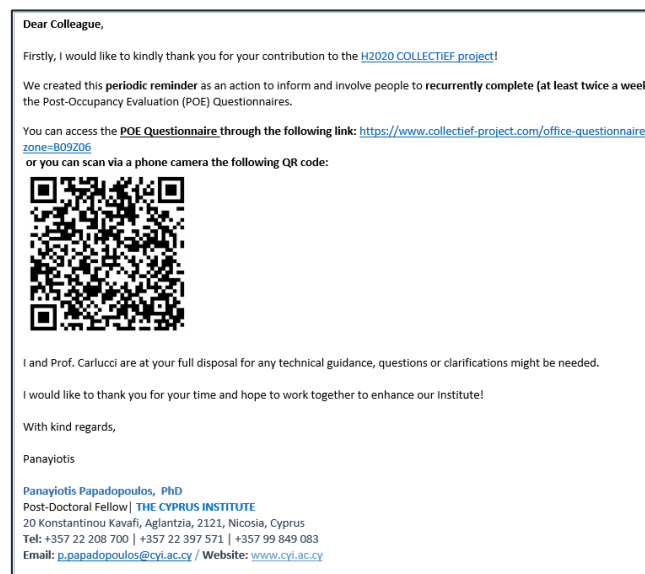 Dear Colleague,
Firstly, I would like to kindly thank you for your contribution to the H2020 COLLECTiEF project!
We created this periodic reminder as an action to inform and involve people to recurrently complete (at least twice a week
the Post-Occupancy Evaluation (POE) Questionnaires.
You can access the POE Questionnaire through the following link: https://www.collectief-project.com/office-questionnaire
zone=B09Z06
or you can scan via a phone camera the following QR code:
I and Prof. Carlucci are at your full disposal for any technical guidance, questions or clarifications might be needed.
I would like to thank you for your time and hope to work together to enhance our Institute!
With kind regards,
Panayiotis
Panayiotis Papadopoulos, PhD
Post-Doctoral Fellow| THE CYPRUS INSTITUTE
20 Konstantinou Kavafi, Aglantzia, 2121, Nicosia, Cyprus
Tel: +357 22 208 700 | +357 22 397 571 | +357 99 849 083
Email: p.papadopoulos@cyi.ac.cy / Website: www.cyi.ac.cy